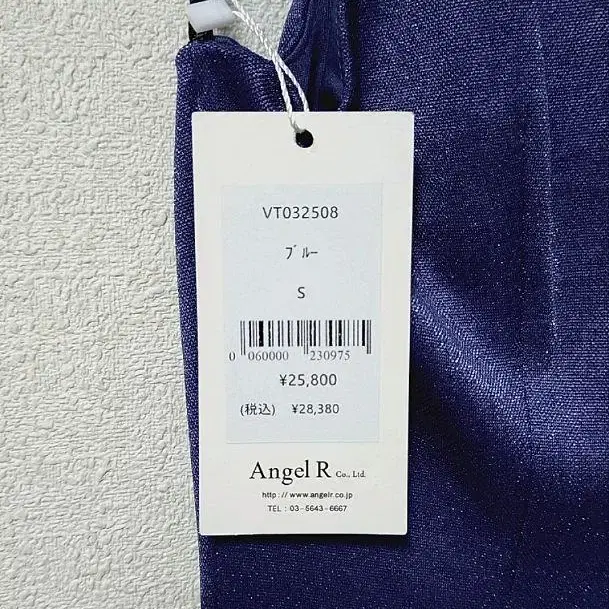 VT032508
ﾌﾞﾙｰ
S
0 060000 230975
¥25,800
(税込) ¥28,380
Angel R Co., Ltd.
http://www.angelr.co.jp
TEL : 03-5643-6667